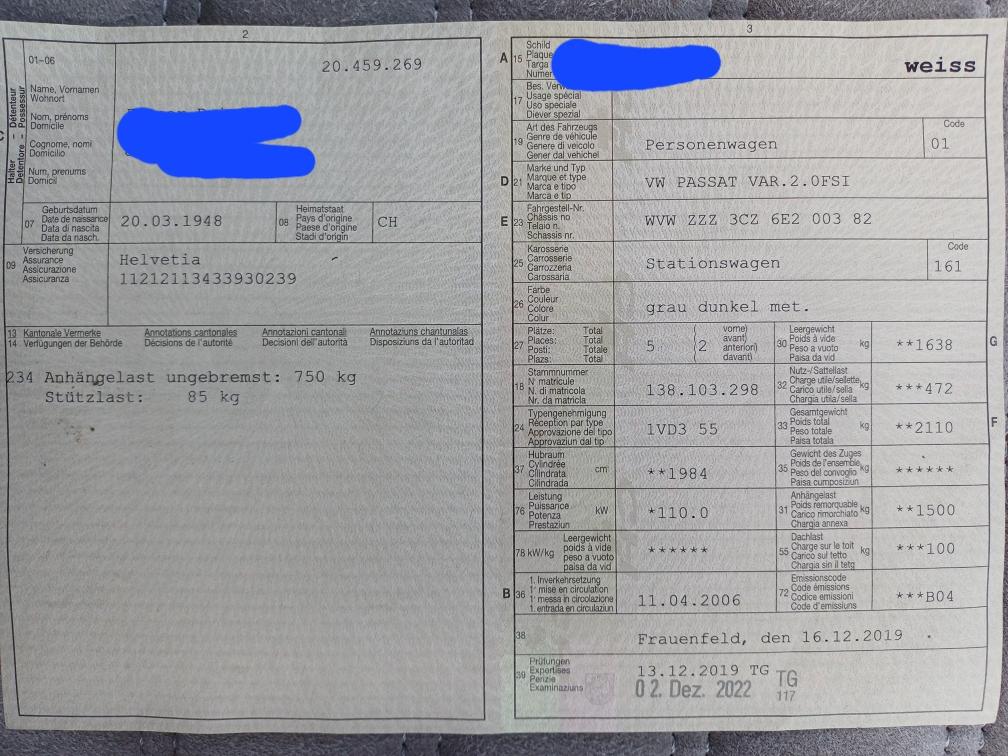 2
01-06
20.459.269
C Halter - Détenteur
Detentore - Possessur
Name, Vornamen
Wohnort
Nom, prénoms
Domicile
Cognome, nomi
Domicilio
Num, prenums
Domicil
07
Geburtsdatum
Date de naissance
Data di nascita
Data da nasch.
20.03.1948
08
Heimatstaat
Pays d'origine
Paese d'origine
Stadi d'origin
CH
09
Versicherung
Assurance
Assicurazione
Assicuranza
Helvetia
11212113433930239
13 Kantonale Vermerke Annotations cantonales Annotazioni cantonali Annotaziuns chantunalas
14 Verfügungen der Behörde Décisions de l'autorité Decisioni dell'autorità Disposiziuns da l'autoritad
234 Anhängelast ungebremst: 750 kg
Stützlast: 85 kg
3
A 15
Schild
Plaque
Targa
Numer
weiss
17
Bes. Verw
Usage spécial
Uso speciale
Diever spezial
19
Art des Fahrzeugs
Genre de véhicule
Genere di veicolo
Gener dal vehichel
Personenwagen
Code
01
D 21
Marke und Typ
Marque et type
Marca e tipo
Marca e tip
VW PASSAT VAR.2.0FSI
E 23
Fahrgestell-Nr.
Châssis no
Telaio n.
Schassis nr.
WVW ZZZ 3CZ 6E2 003 82
25
Karosserie
Carrosserie
Carrozzeria
Carossaria
Stationswagen
Code
161
26
Farbe
Couleur
Colore
Colur
grau dunkel met.
27
Plätze: Total
Places: Total
Posti: Totale
Plazs: Total
5 (2
vorne)
avant)
anteriori)
davant)
30
Leergewicht
Poids à vide
Peso a vuoto
Paisa da vid
kg
**1638
G
18
Stammnummer
N° matricule
N. di matricola
Nr. da matricla
138.103.298
32
Nutz-/Sattellast
Charge utile/sellette
Carico utile/sella
Chargia utila/sella
kg
***472
24
Typengenehmigung
Réception par type
Approvazione del tipo
Approvaziun dal tip
1VD3 55
33
Gesamtgewicht
Poids total
Peso totale
Paisa totala
kg
**2110
F
37
Hubraum
Cylindrée
Cilindrata
Cilindrada
cm
**1984
35
Gewicht des Zuges
Poids de l'ensemble
Peso del convoglio
Paisa cumposiziun
kg
******
76
Leistung
Puissance
Potenza
Prestaziun
kW
*110.0
31
Anhängelast
Poids remorquable
Carico rimorchiato
Chargia annexa
kg
**1500
78 kW/kg
Leergewicht
poids à vide
peso a vuoto
paisa da vid
******
55
Dachlast
Charge sur le toit
Carico sul tetto
Chargia sin il tetg
kg
***100
B 36
1. Inverkehrsetzung
1re mise en circulation
1a messa in circolazione
1. entrada en circulaziun
11.04.2006
72
Emissionscode
Code émissions
Codice emissioni
Code d'emissiuns
***B04
38
Frauenfeld, den 16.12.2019
39
Prüfungen
Expertises
Perizie
Examinaziuns
13.12.2019 TG
02. Dez. 2022
TG
117